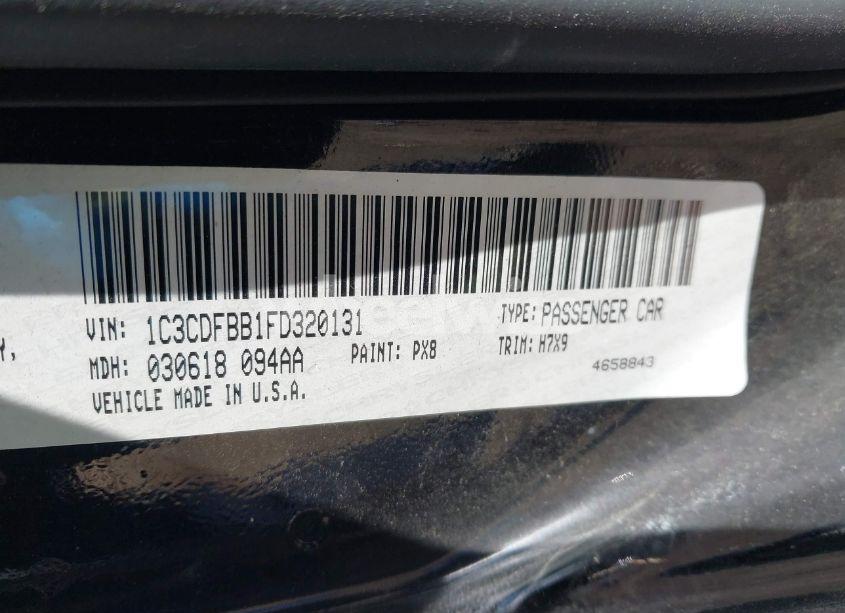 VIN: 1C3CDFBB1FD320131 TYPE: PASSENGER CAR
Y, MDH: 030618 094AA PAINT: PX8 TRIM: H7X9
VEHICLE MADE IN U.S.A. 4658843